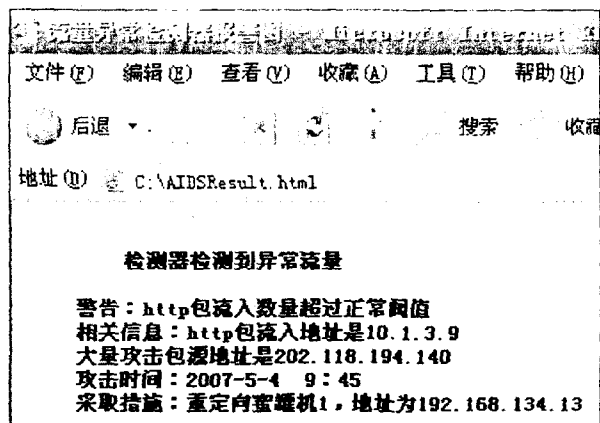 文件(F) 编辑(E) 查看(V) 收藏(A) 工具(T) 帮助(H)
后退 搜索 收藏
地址(D) C:\AIDSResult.html
检测器检测到异常流量
警告：http包流入数量超过正常阀值
相关信息：http包流入地址是10.1.3.9
大量攻击包源地址是202.118.194.140
攻击时间：2007-5-4 9：45
采取措施：重定向蜜罐机1，地址为192.168.134.13